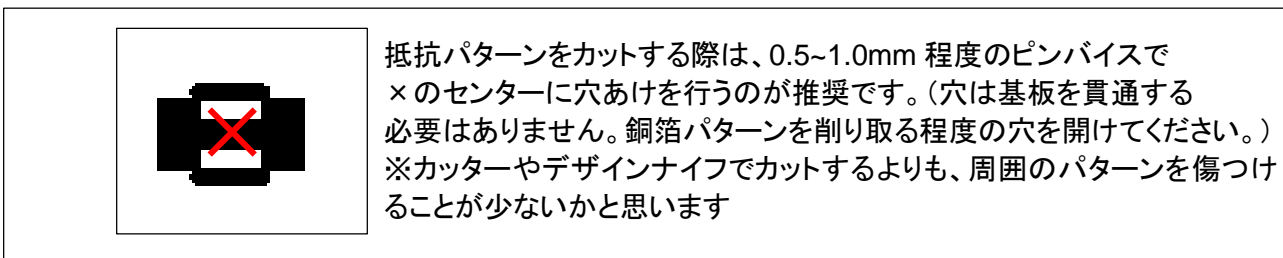 抵抗パターンをカットする際は、0.5~1.0mm 程度のピンバイスで
×のセンターに穴あけを行うのが推奨です。（穴は基板を貫通する
必要はありません。銅箔パターンを削り取る程度の穴を開けてください。）
※カッターやデザインナイフでカットするよりも、周囲のパターンを傷つけ
ることが少ないかと思います